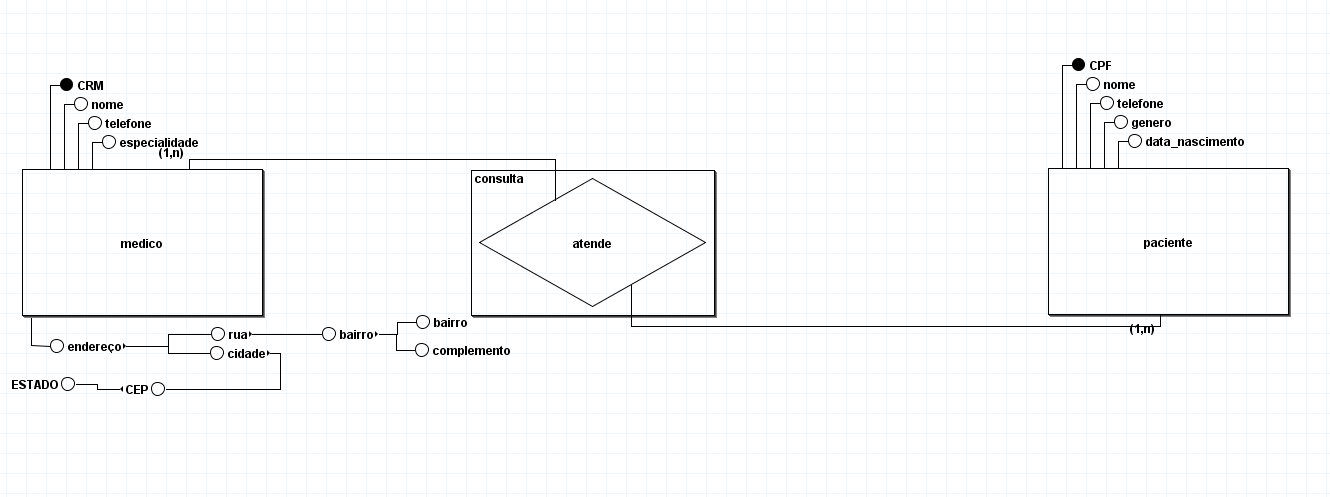 CRM
nome
telefone
especialidade
(1,n)
medico
endereço
rua
bairro
bairro
complemento
cidade
CEP
ESTADO
consulta
atende
CPF
nome
telefone
genero
data_nascimento
paciente
(1,n)